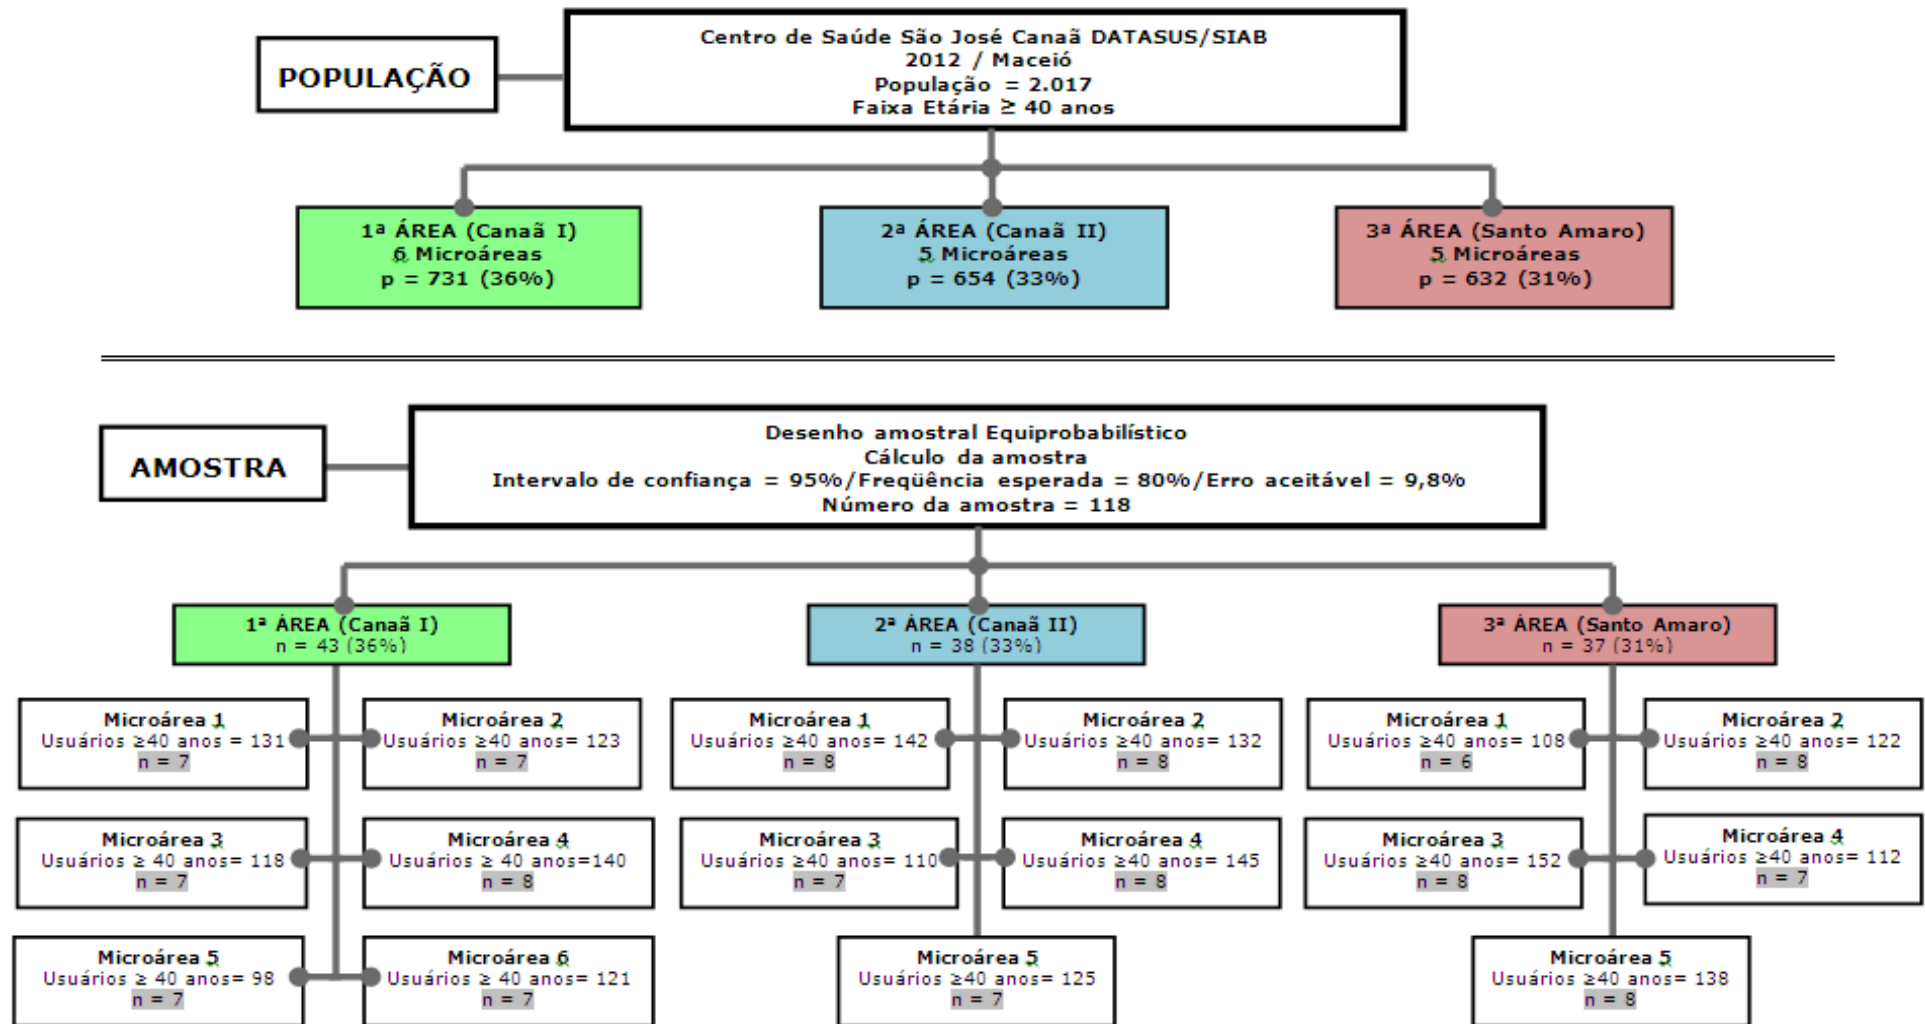 POPULAÇÃO
Centro de Saúde São José Canaã DATASUS/SIAB
2012 / Maceió
População = 2.017
Faixa Etária ≥ 40 anos
1ª ÁREA (Canaã I)
6 Microáreas
p = 731 (36%)
2ª ÁREA (Canaã II)
5 Microáreas
p = 654 (33%)
3ª ÁREA (Santo Amaro)
5 Microáreas
p = 632 (31%)
AMOSTRA
Desenho amostral Equiprobabilístico
Cálculo da amostra
Intervalo de confiança = 95%/Freqüência esperada = 80%/Erro aceitável = 9,8%
Número da amostra = 118
1ª ÁREA (Canaã I)
n = 43 (36%)
2ª ÁREA (Canaã II)
n = 38 (33%)
3ª ÁREA (Santo Amaro)
n = 37 (31%)
Microárea 1
Usuários ≥40 anos = 131
n = 7
Microárea 2
Usuários ≥40 anos= 123
n = 7
Microárea 3
Usuários ≥ 40 anos= 118
n = 7
Microárea 4
Usuários ≥ 40 anos=140
n = 8
Microárea 5
Usuários ≥ 40 anos= 98
n = 7
Microárea 6
Usuários ≥ 40 anos= 121
n = 7
Microárea 1
Usuários ≥40 anos= 142
n = 8
Microárea 2
Usuários ≥40 anos= 132
n = 8
Microárea 3
Usuários ≥40 anos= 110
n = 7
Microárea 4
Usuários ≥40 anos= 145
n = 8
Microárea 5
Usuários ≥40 anos= 125
n = 7
Microárea 1
Usuários ≥40 anos= 108
n = 6
Microárea 2
Usuários ≥40 anos= 122
n = 8
Microárea 3
Usuários ≥40 anos= 152
n = 8
Microárea 4
Usuários ≥40 anos= 112
n = 7
Microárea 5
Usuários ≥40 anos= 138
n = 8